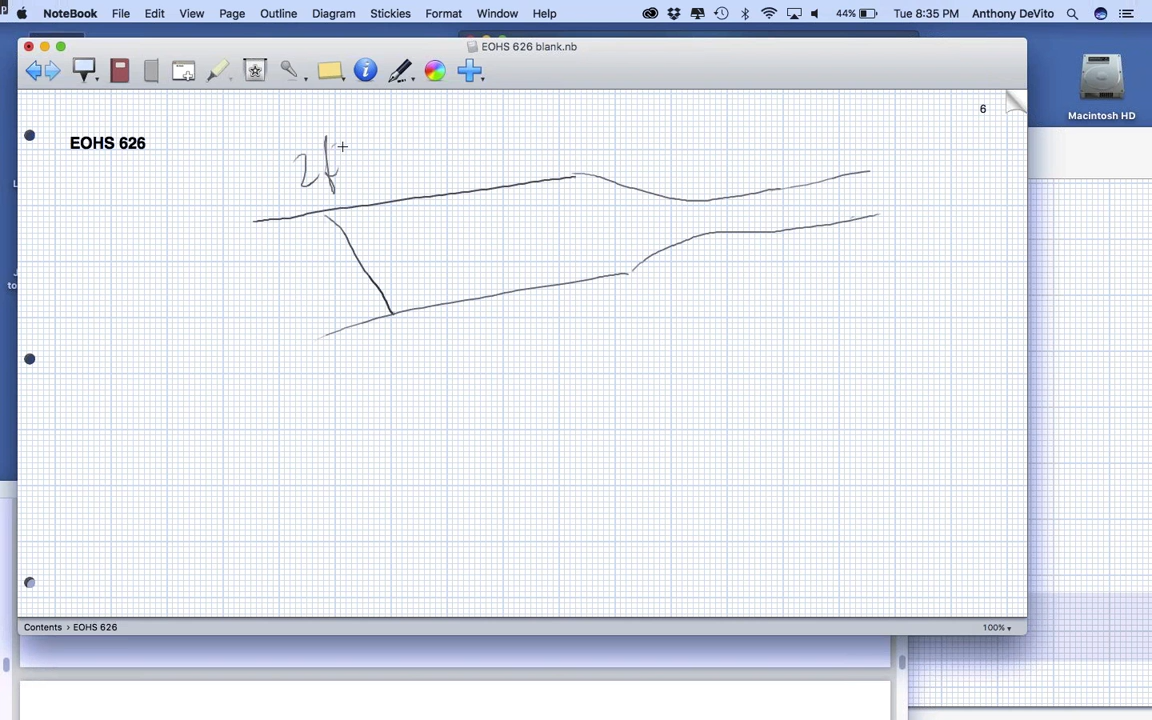 NoteBook File Edit View Page Outline Diagram Stickies Format Window Help 44% Tue 8:35 PM Anthony DeVito
EOHS 626 blank.nb
6
Macintosh HD
EOHS 626
2f
Contents › EOHS 626
100%